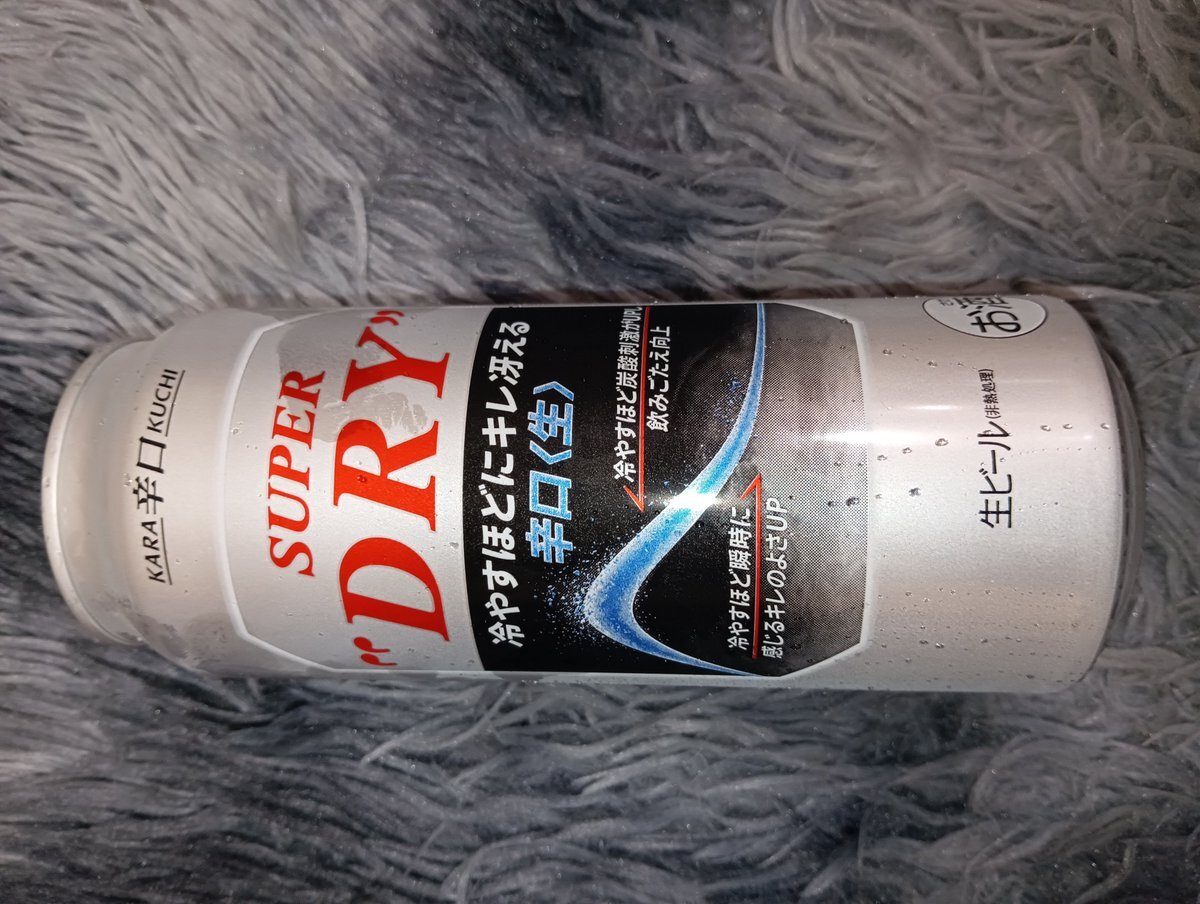 KARA辛口KUCHI
SUPER
"DRY"
冷やすほどにキレ冴える
辛口〈生〉
冷やすほど炭酸刺激がUPし
飲みごたえ向上
冷やすほど瞬時に
感じるキレのよさUP
生ビール(非熱処理)
お酒